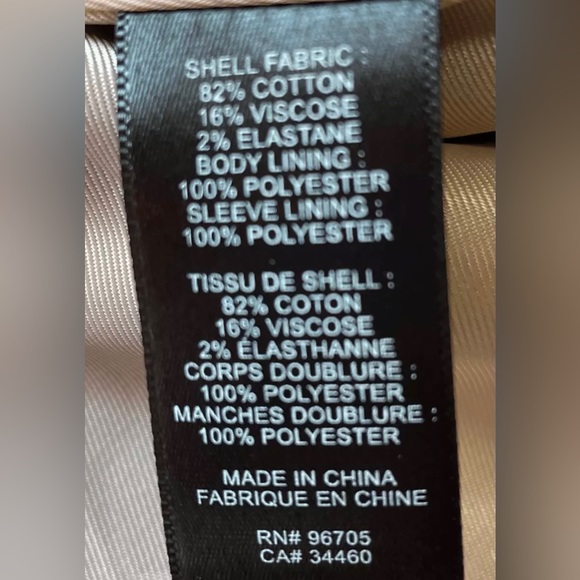 SHELL FABRIC :
82% COTTON
16% VISCOSE
2% ELASTANE
BODY LINING :
100% POLYESTER
SLEEVE LINING :
100% POLYESTER
TISSU DE SHELL :
82% COTON
16% VISCOSE
2% ÉLASTHANNE
CORPS DOUBLURE :
100% POLYESTER
MANCHES DOUBLURE :
100% POLYESTER
MADE IN CHINA
FABRIQUE EN CHINE
RN# 96705
CA# 34460